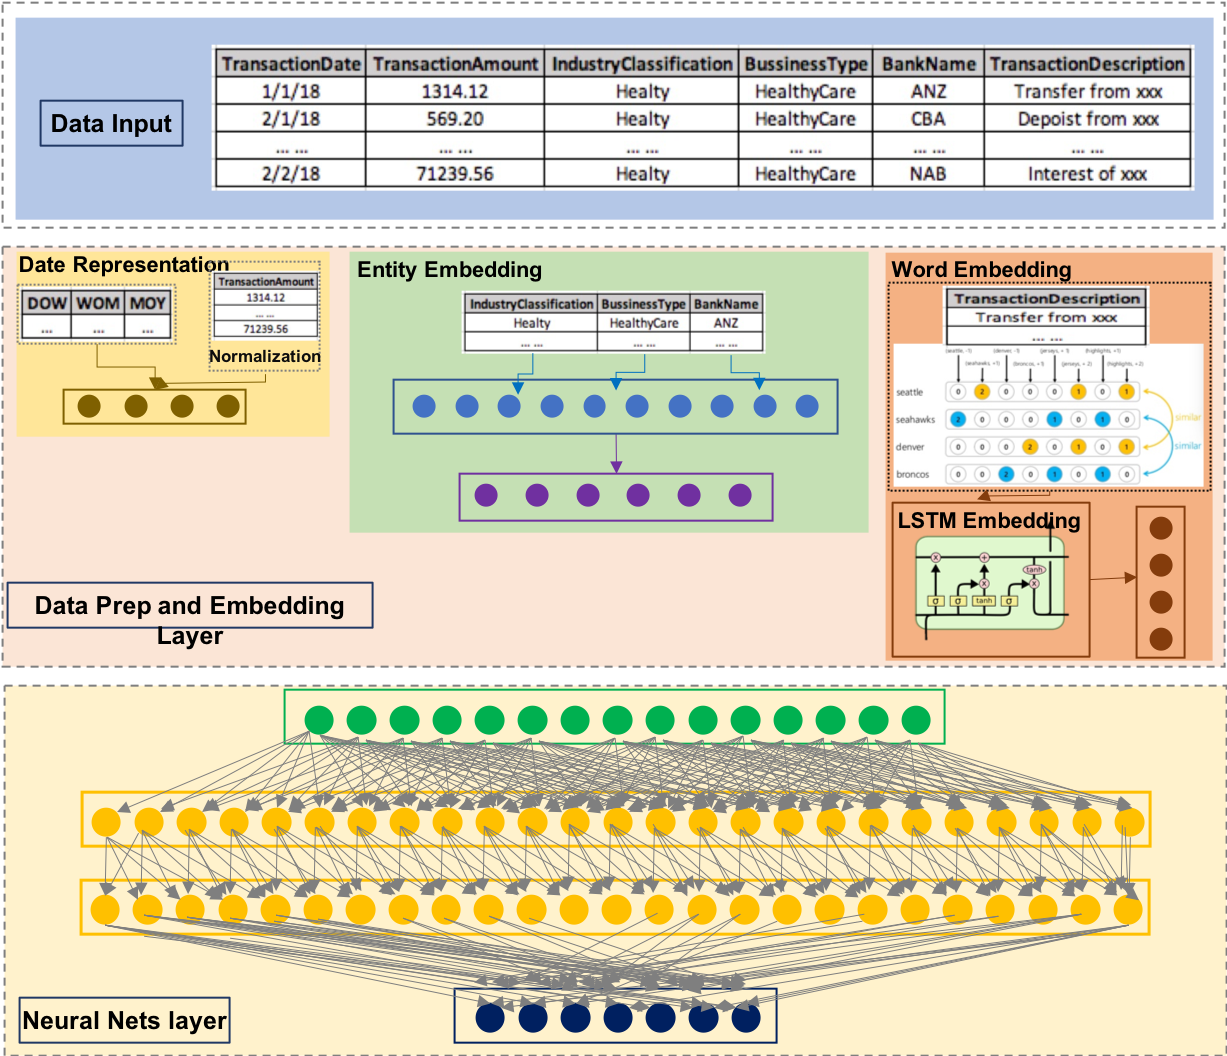 TransactionDate TransactionAmount IndustryClassification BussinessType BankName TransactionDescription
1/1/18 1314.12 Healty HealthyCare ANZ Transfer from xxx
Data Input
2/1/18 569.20 Healty HealthyCare CBA Depoist from xxx
... ... ... ... ... ... ... ... ... ... ... ...
2/2/18 71239.56 Healty HealthyCare NAB Interest of xxx
Date Representation
DOW WOM MOY
... ... ...
TransactionAmount
1314.12
... ...
71239.56
Normalization
Entity Embedding
IndustryClassification BussinessType BankName
Healty HealthyCare ANZ
... ... ... ... ... ...
Word Embedding
TransactionDescription
Transfer from xxx
... ...
(seattle, -1) (denver, -1) (jerseys, +1) (highlights, +1)
(seahawks, +1) (broncos, +1) (jerseys, +2) (highlights, +2)
seattle 0 2 0 0 0 1 0 1
seahawks 2 0 0 0 1 0 1 0
similar
denver 0 0 0 2 0 1 0 1
similar
broncos 0 0 2 0 1 0 1 0
LSTM Embedding
x + tanh
x x
σ σ tanh σ
Data Prep and Embedding
Layer
Neural Nets layer